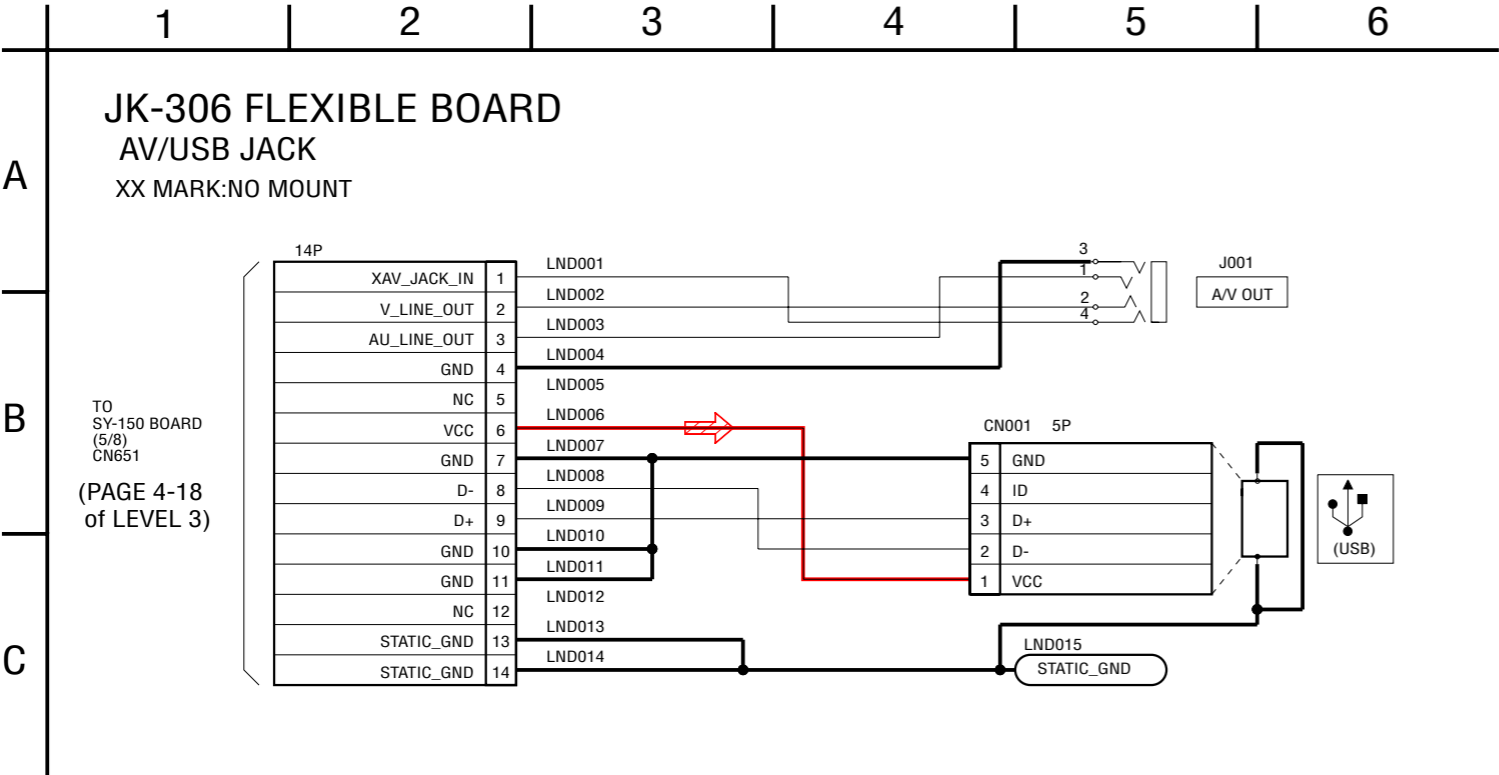 1 2 3 4 5 6
A
B
C
JK-306 FLEXIBLE BOARD
AV/USB JACK
XX MARK:NO MOUNT
14P
XAV_JACK_IN 1 LND001
V_LINE_OUT 2 LND002
AU_LINE_OUT 3 LND003
GND 4 LND004
NC 5 LND005
VCC 6 LND006
GND 7 LND007
D- 8 LND008
D+ 9 LND009
GND 10 LND010
GND 11 LND011
NC 12 LND012
STATIC_GND 13 LND013
STATIC_GND 14 LND014
TO
SY-150 BOARD
(5/8)
CN651
(PAGE 4-18
of LEVEL 3)
3
1
2
4
J001
A/V OUT
CN001 5P
5 GND
4 ID
3 D+
2 D-
1 VCC
(USB)
LND015
STATIC_GND